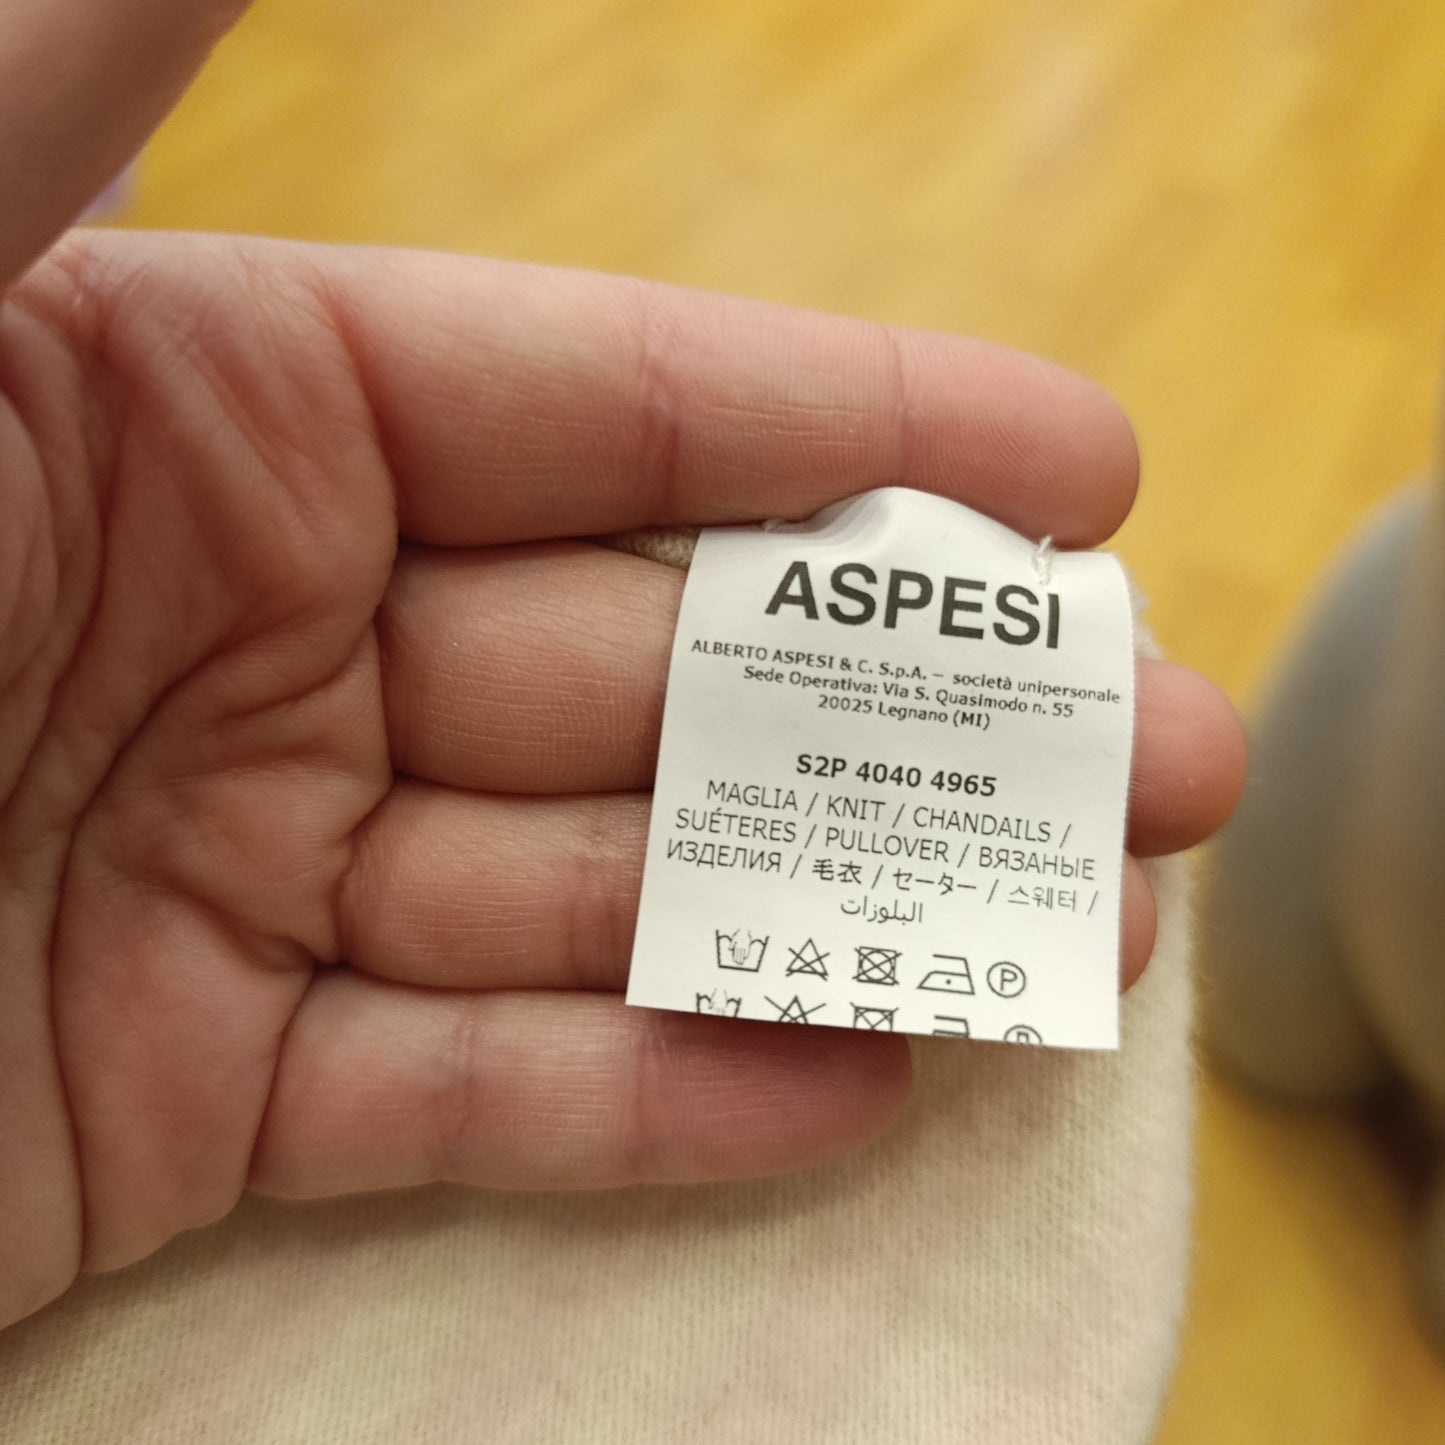 ASPESI
ALBERTO ASPESI & C. S.p.A. – società unipersonale
Sede Operativa: Via S. Quasimodo n. 55
20025 Legnano (MI)
S2P 4040 4965
MAGLIA / KNIT / CHANDAILS /
SUÉTERES / PULLOVER / ВЯЗАНЫЕ
ИЗДЕЛИЯ / 毛衣 / セーター / 스웨터 /
البلوزات
P